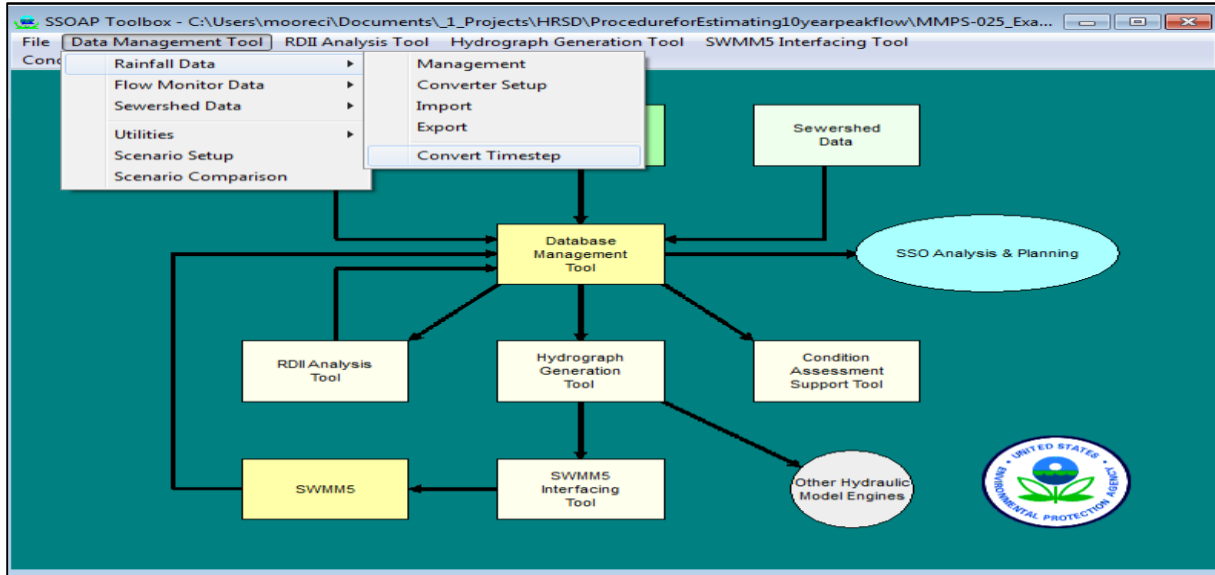 SSOAP Toolbox - C:\Users\mooreci\Documents\_1_Projects\HRSD\ProcedureforEstimating10yearpeakflow\MMPS-025_Exa...
File Data Management Tool RDII Analysis Tool Hydrograph Generation Tool SWMM5 Interfacing Tool
Conc
Rainfall Data
Flow Monitor Data
Sewershed Data
Utilities
Scenario Setup
Scenario Comparison
Management
Converter Setup
Import
Export
Convert Timestep
Sewershed
Data
Database
Management
Tool
SSO Analysis & Planning
RDII Analysis
Tool
Hydrograph
Generation
Tool
Condition
Assessment
Support Tool
SWMM5
SWMM5
Interfacing
Tool
Other Hydraulic
Model Engines
UNITED STATES
ENVIRONMENTAL PROTECTION AGENCY